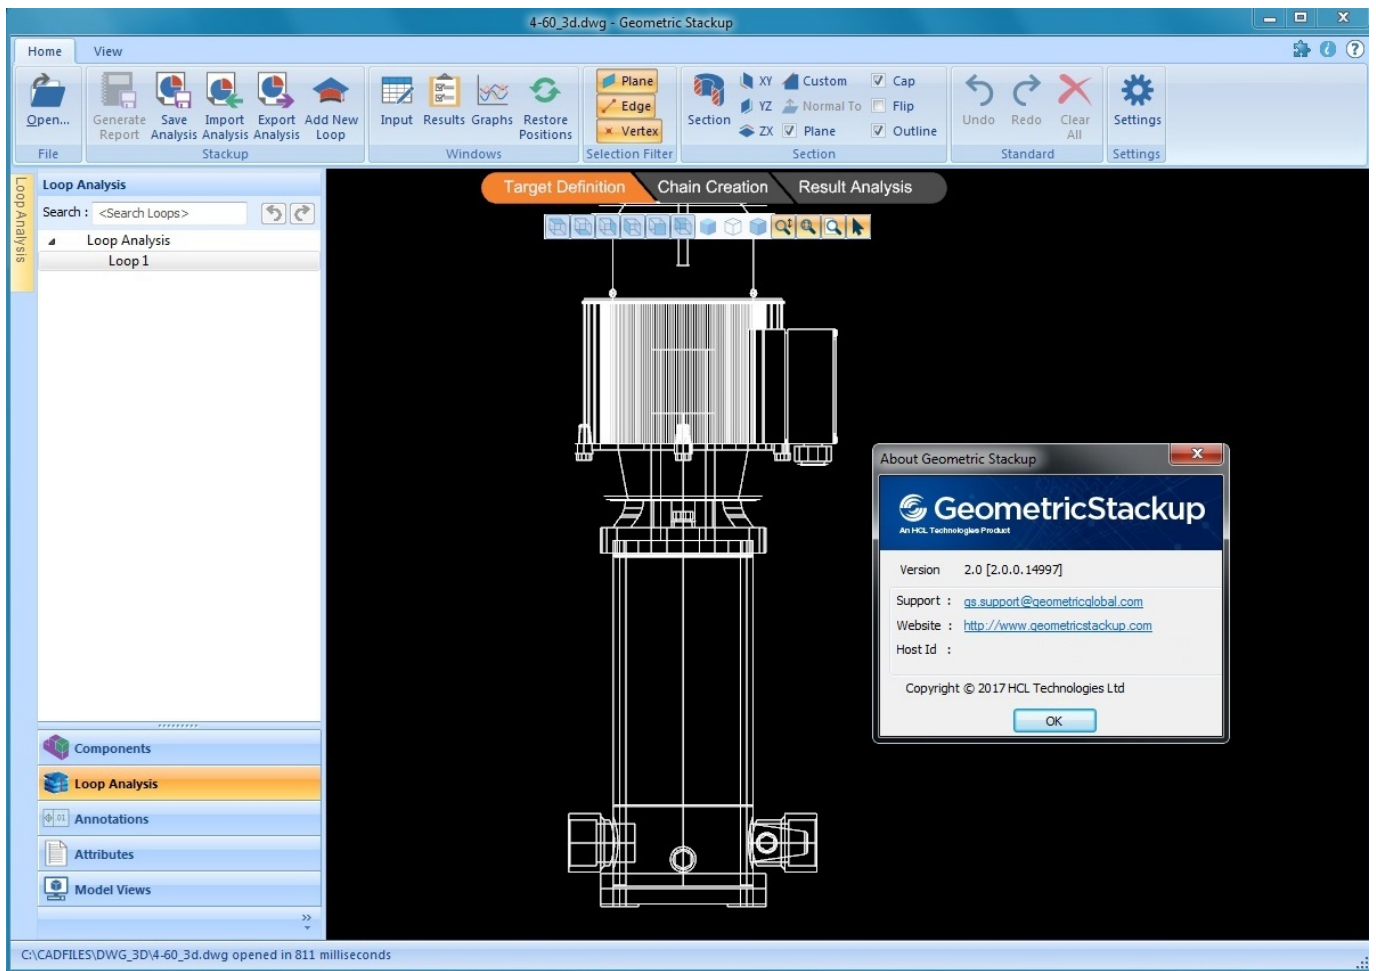 4-60_3d.dwg - Geometric Stackup
Home View
Open...
Generate Report
Save Analysis
Import Analysis
Export Analysis
Add New Loop
Input
Results
Graphs
Restore Positions
Plane
Edge
Vertex
Section
XY Custom Cap
YZ Normal To Flip
ZX Plane Outline
Undo
Redo
Clear All
Settings
File Stackup Windows Selection Filter Section Standard Settings
Loop Analysis
Loop Analysis
Search : <Search Loops>
Loop Analysis
Loop 1
Target Definition Chain Creation Result Analysis
About Geometric Stackup
GeometricStackup
An HCL Technologies Product
Version 2.0 [2.0.0.14997]
Support : gs.support@geometricglobal.com
Website : http://www.geometricstackup.com
Host Id :
Copyright © 2017 HCL Technologies Ltd
OK
Components
Loop Analysis
Annotations
Attributes
Model Views
C:\CADFILES\DWG_3D\4-60_3d.dwg opened in 811 milliseconds